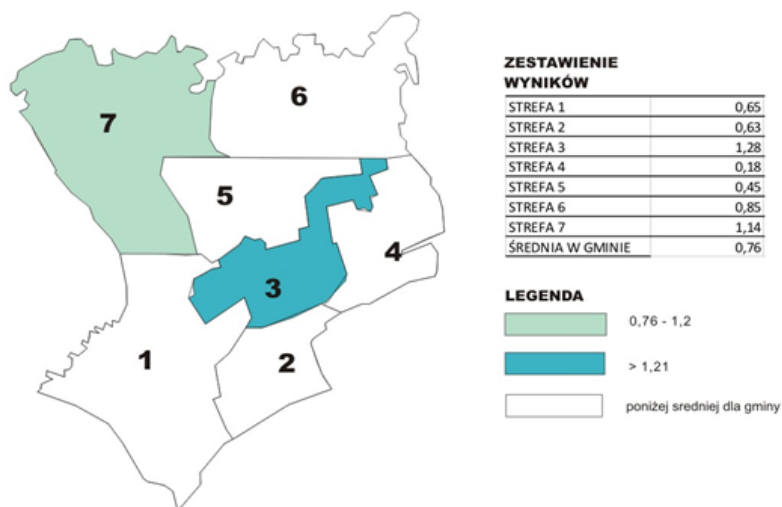 7
6
5
4
3
1
2
ZESTAWIENIE
WYNIKÓW
STREFA 1 0,65
STREFA 2 0,63
STREFA 3 1,28
STREFA 4 0,18
STREFA 5 0,45
STREFA 6 0,85
STREFA 7 1,14
ŚREDNIA W GMINIE 0,76
LEGENDA
0,76 - 1,2
> 1,21
poniżej sredniej dla gminy